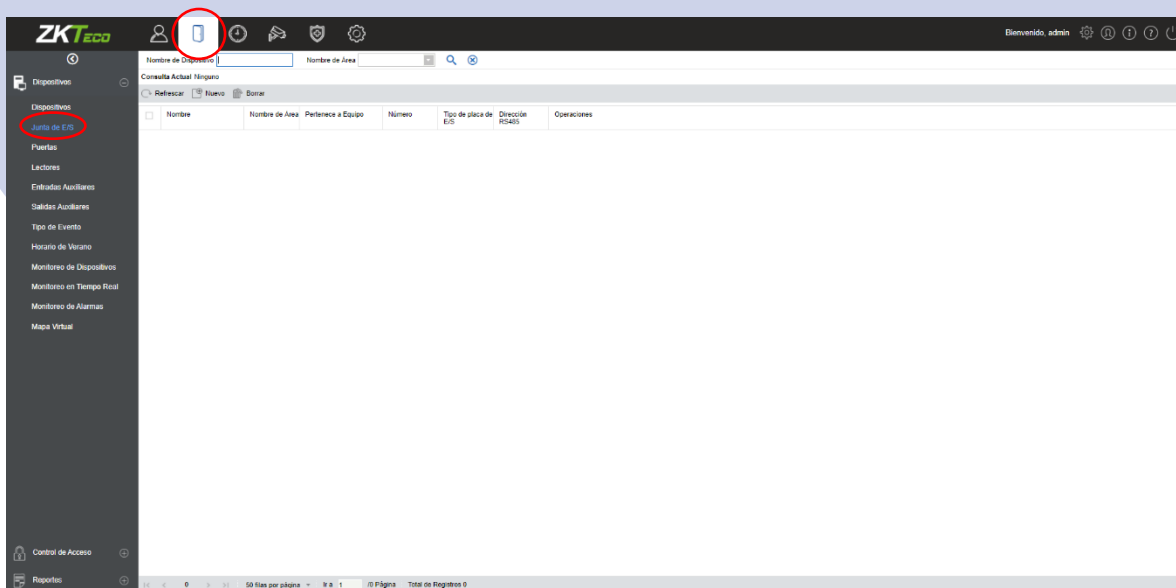 ZKTeco
Bienvenido, admin
Nombre de Dispositivo
Nombre de Área
Consulta Actual Ninguno
Refrescar Nuevo Borrar
Nombre Nombre de Área Pertenece a Equipo Número Tipo de placa de E/S Dirección RS485 Operaciones
Dispositivos
Dispositivos
Junta de E/S
Puertas
Lectores
Entradas Auxiliares
Salidas Auxiliares
Tipo de Evento
Horario de Verano
Monitoreo de Dispositivos
Monitoreo en Tiempo Real
Monitoreo de Alarmas
Mapa Virtual
Control de Acceso
Reportes
0 50 filas por página Ir a 1 /0 Página Total de Registros 0